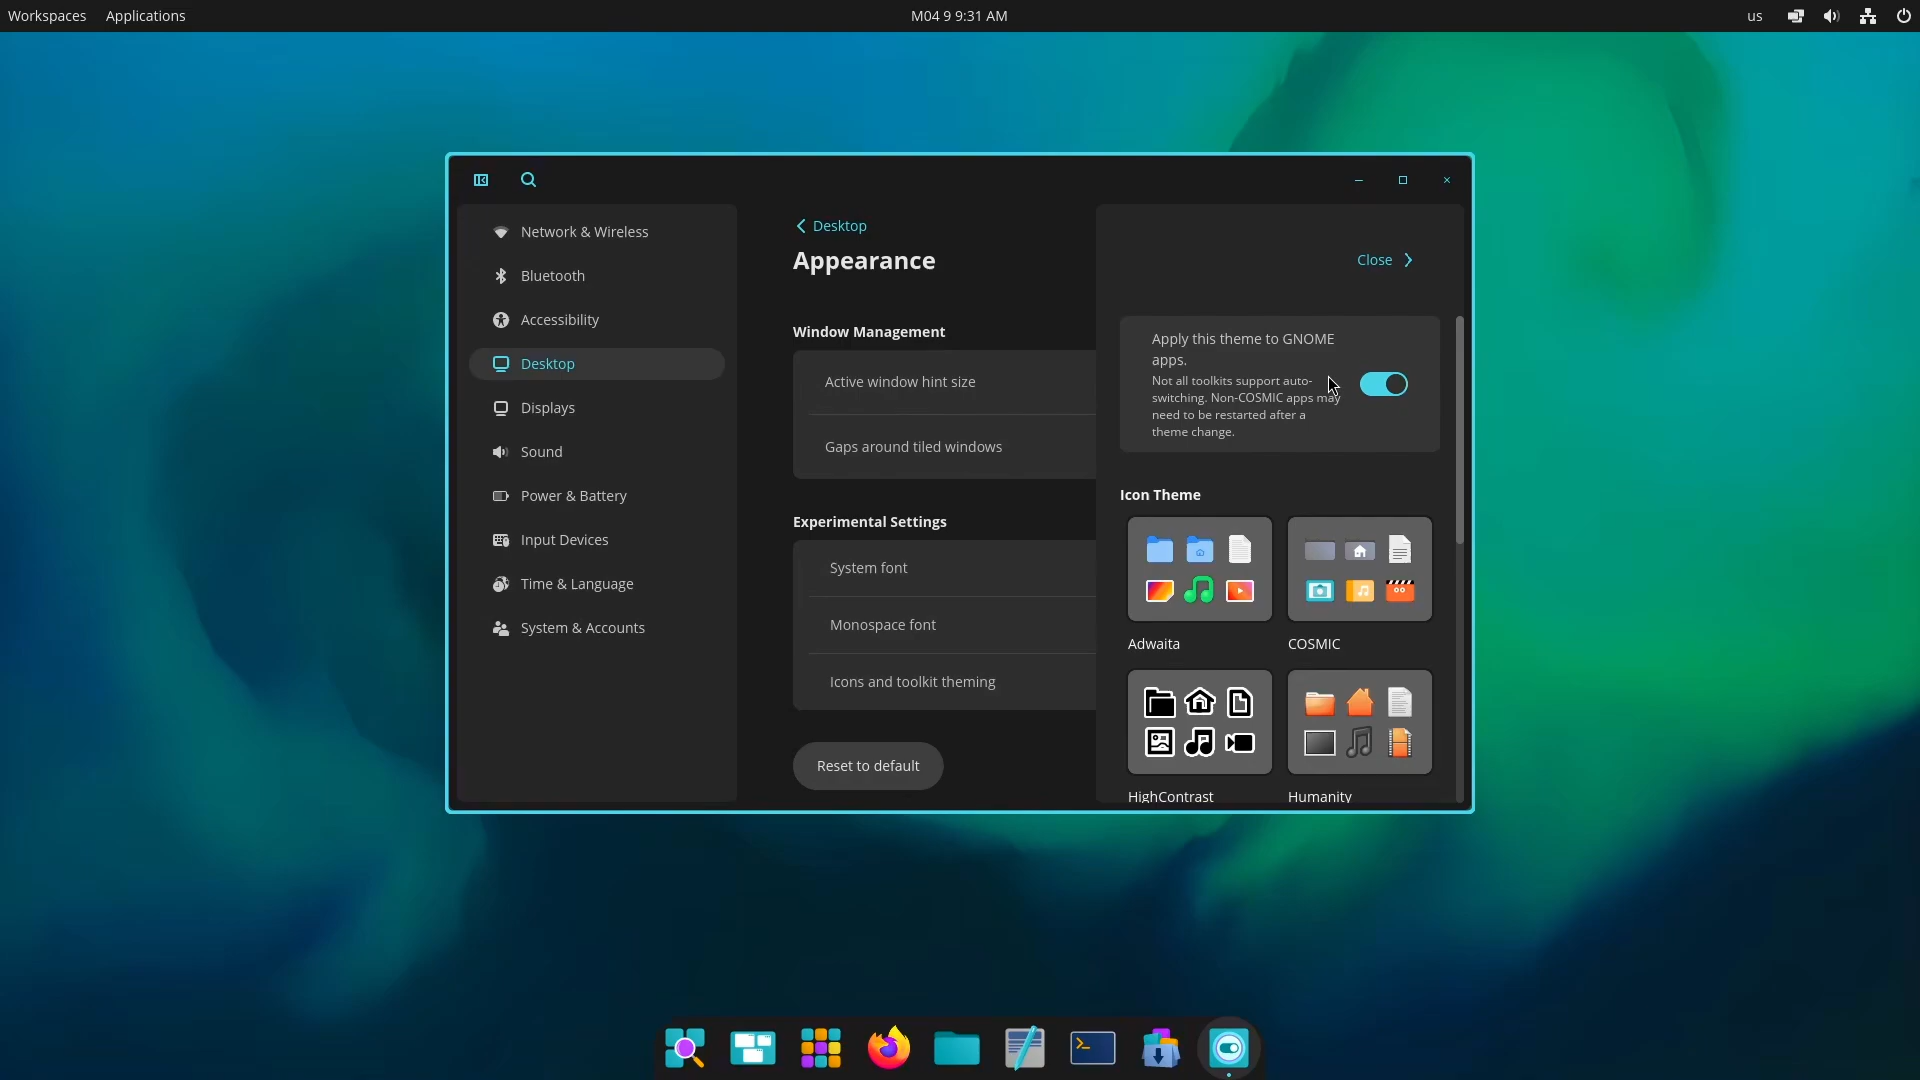 Workspaces
Applications
M04 9 9:31 AM
us
Network & Wireless
Bluetooth
Accessibility
Desktop
Displays
Sound
Power & Battery
Input Devices
Time & Language
System & Accounts
Desktop
Appearance
Window Management
Active window hint size
Gaps around tiled windows
Experimental Settings
System font
Monospace font
Icons and toolkit theming
Reset to default
Close
Apply this theme to GNOME
apps.
Not all toolkits support auto-
switching. Non-COSMIC apps may
need to be restarted after a
theme change.
Icon Theme
Adwaita
COSMIC
HighContrast
Humanity